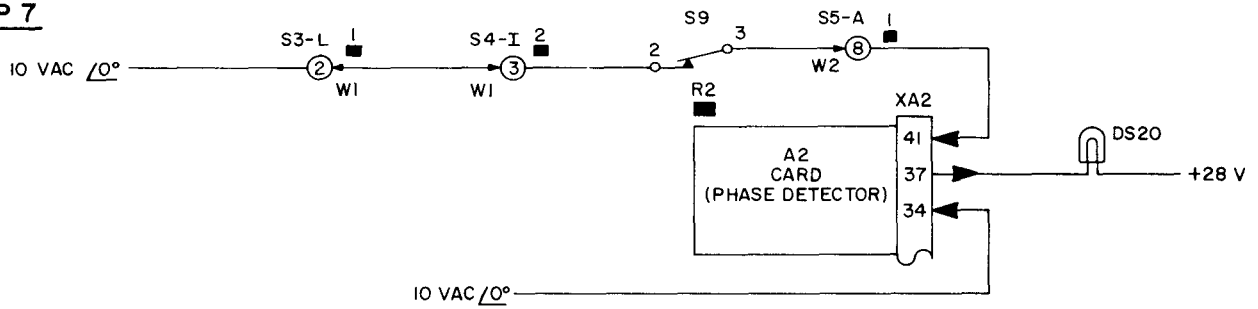 P 7
S9
S3-L 1
S4-I 2
S5-A 1
10 VAC /0°
2
3
2
3
8
W1
W1
W2
R2
XA2
A2
CARD
(PHASE DETECTOR)
41
37
34
DS20
+28 V
10 VAC /0°